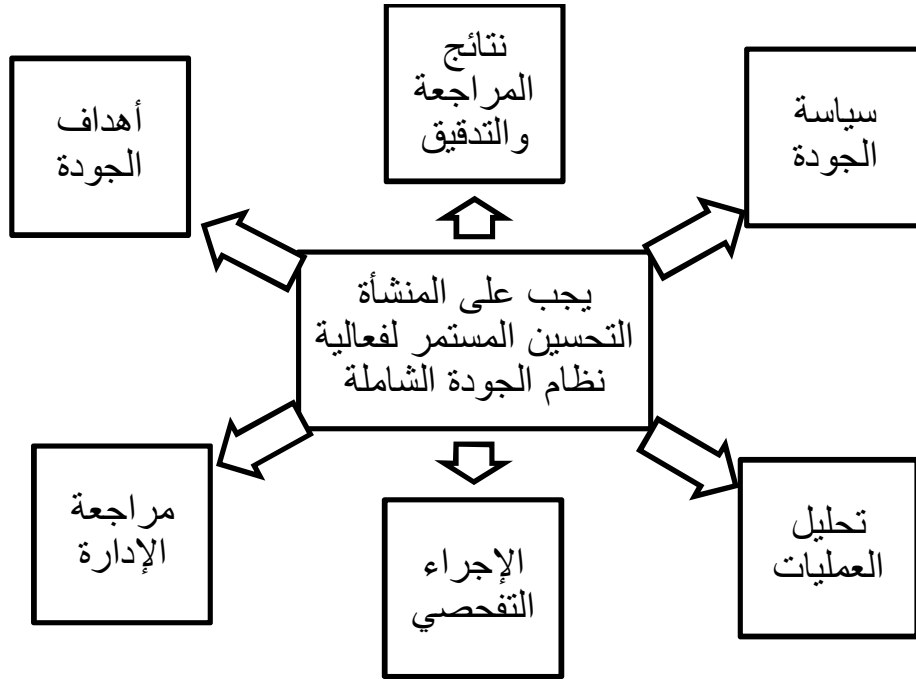 نتائج
المراجعة
والتدقيق
سياسة
الجودة
أهداف
الجودة
يجب على المنشأة
التحسين المستمر لفعالية
نظام الجودة الشاملة
تحليل
العمليات
الإجراء
التفحصي
مراجعة
الإدارة